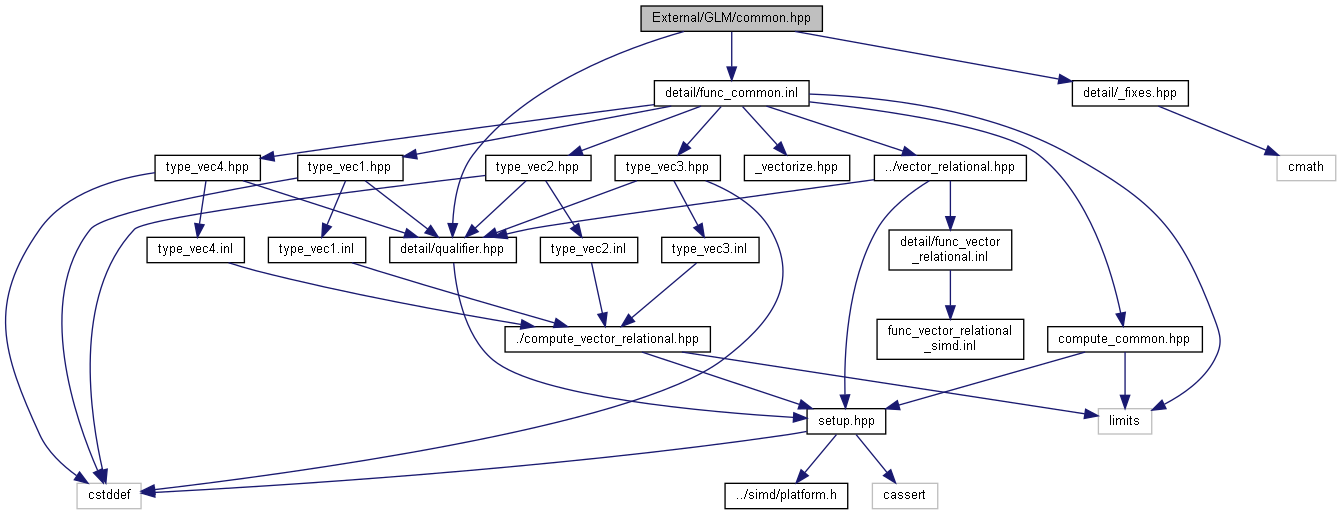 External/GLM/common.hpp
detail/func_common.inl
detail/_fixes.hpp
type_vec4.hpp
type_vec1.hpp
type_vec2.hpp
type_vec3.hpp
_vectorize.hpp
../vector_relational.hpp
cmath
type_vec4.inl
type_vec1.inl
detail/qualifier.hpp
type_vec2.inl
type_vec3.inl
detail/func_vector
_relational.inl
./compute_vector_relational.hpp
func_vector_relational
_simd.inl
compute_common.hpp
setup.hpp
limits
cstddef
../simd/platform.h
cassert